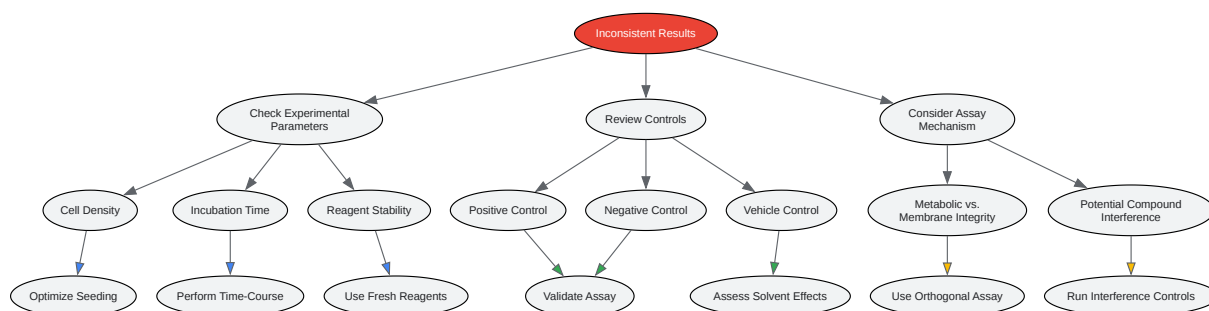 Inconsistent Results
Check Experimental
Parameters
Review Controls
Consider Assay
Mechanism
Cell Density
Incubation Time
Reagent Stability
Positive Control
Negative Control
Vehicle Control
Metabolic vs.
Membrane Integrity
Potential Compound
Interference
Optimize Seeding
Perform Time-Course
Use Fresh Reagents
Validate Assay
Assess Solvent Effects
Use Orthogonal Assay
Run Interference Controls